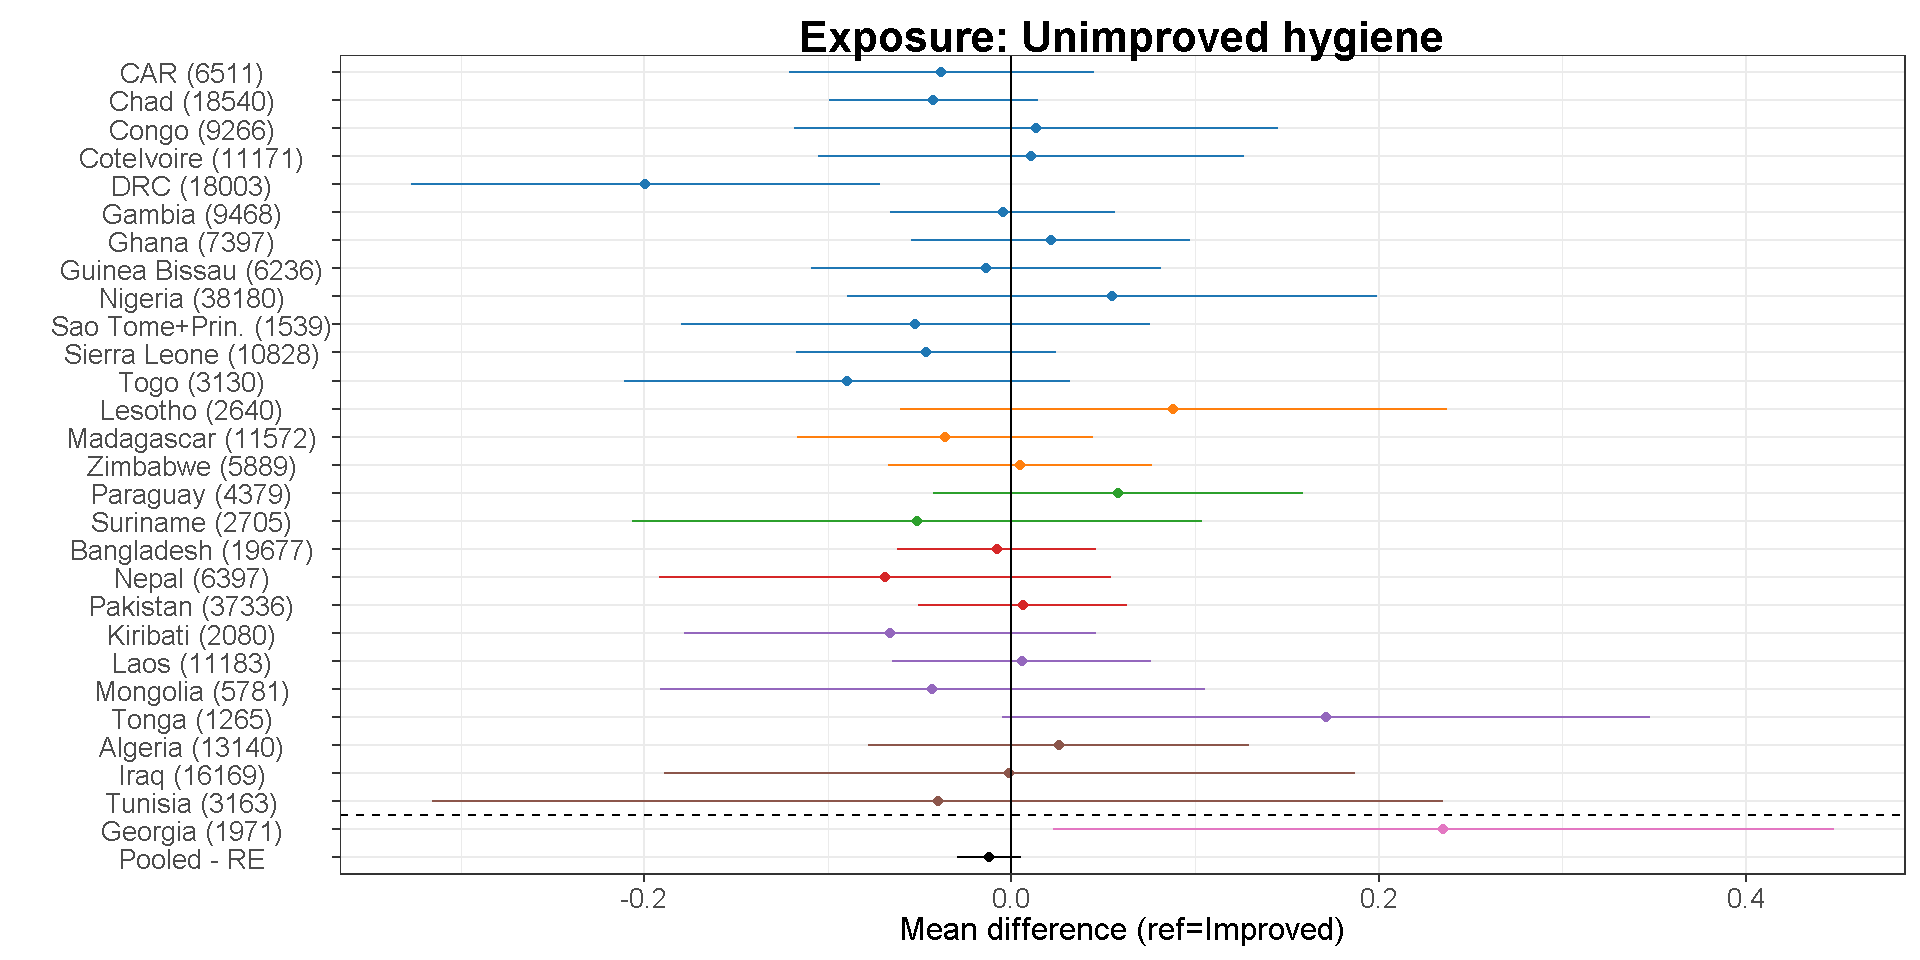 Exposure: Unimproved hygiene
CAR (6511)
Chad (18540)
Congo (9266)
CoteIvoire (11171)
DRC (18003)
Gambia (9468)
Ghana (7397)
Guinea Bissau (6236)
Nigeria (38180)
Sao Tome+Prin. (1539)
Sierra Leone (10828)
Togo (3130)
Lesotho (2640)
Madagascar (11572)
Zimbabwe (5889)
Paraguay (4379)
Suriname (2705)
Bangladesh (19677)
Nepal (6397)
Pakistan (37336)
Kiribati (2080)
Laos (11183)
Mongolia (5781)
Tonga (1265)
Algeria (13140)
Iraq (16169)
Tunisia (3163)
Georgia (1971)
Pooled - RE
-0.2 0.0 0.2 0.4
Mean difference (ref=Improved)